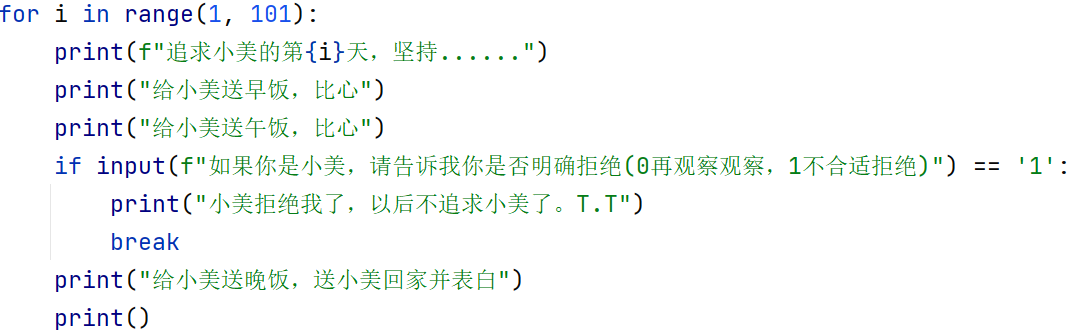 for i in range(1, 101):
    print(f"追求小美的第{i}天，坚持......")
    print("给小美送早饭，比心")
    print("给小美送午饭，比心")
    if input(f"如果你是小美，请告诉我你是否明确拒绝(0再观察观察，1不合适拒绝)") == '1':
        print("小美拒绝我了，以后不追求小美了。T.T")
        break
    print("给小美送晚饭，送小美回家并表白")
    print()